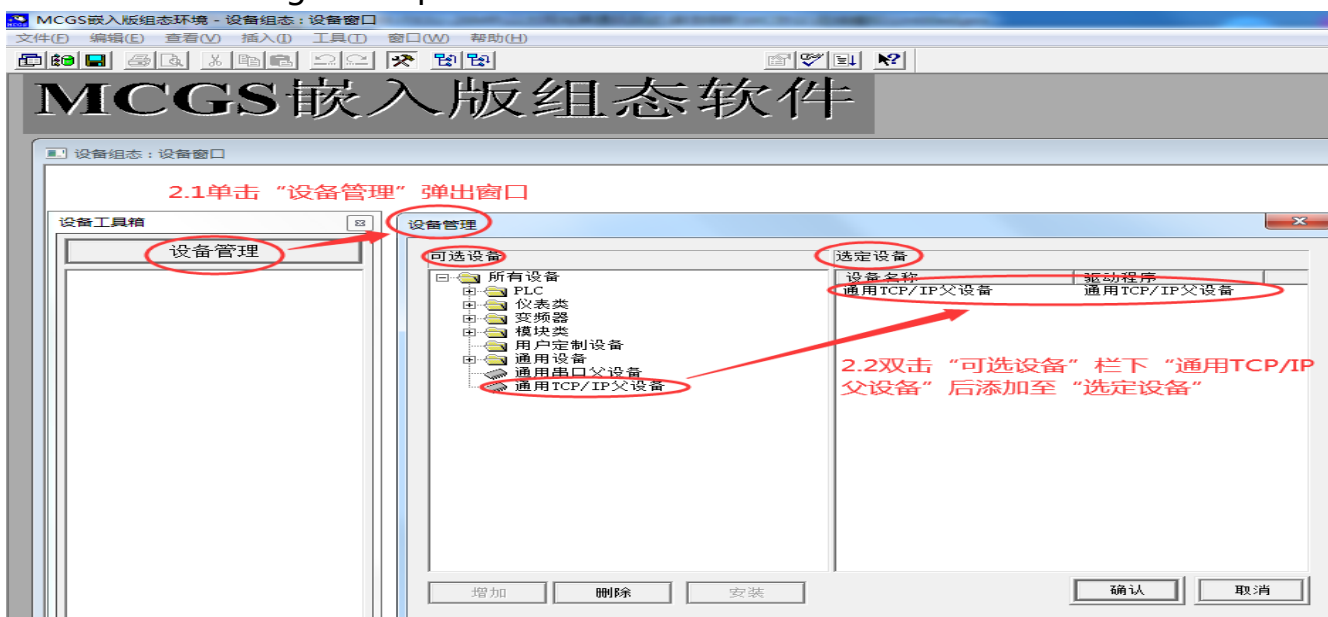 MCGS嵌入版组态环境 - 设备组态 : 设备窗口
文件(F) 编辑(E) 查看(V) 插入(I) 工具(T) 窗口(W) 帮助(H)
MCGS嵌入版组态软件
设备组态 : 设备窗口
2.1单击“设备管理”弹出窗口
设备工具箱
设备管理
设备管理
可选设备
选定设备
所有设备
PLC
仪表类
变频器
模块类
用户定制设备
通用设备
通用串口父设备
通用TCP/IP父设备
设备名称 驱动程序
通用TCP/IP父设备 通用TCP/IP父设备
2.2双击“可选设备”栏下“通用TCP/IP
父设备”后添加至“选定设备”
增加 删除 安装
确认 取消